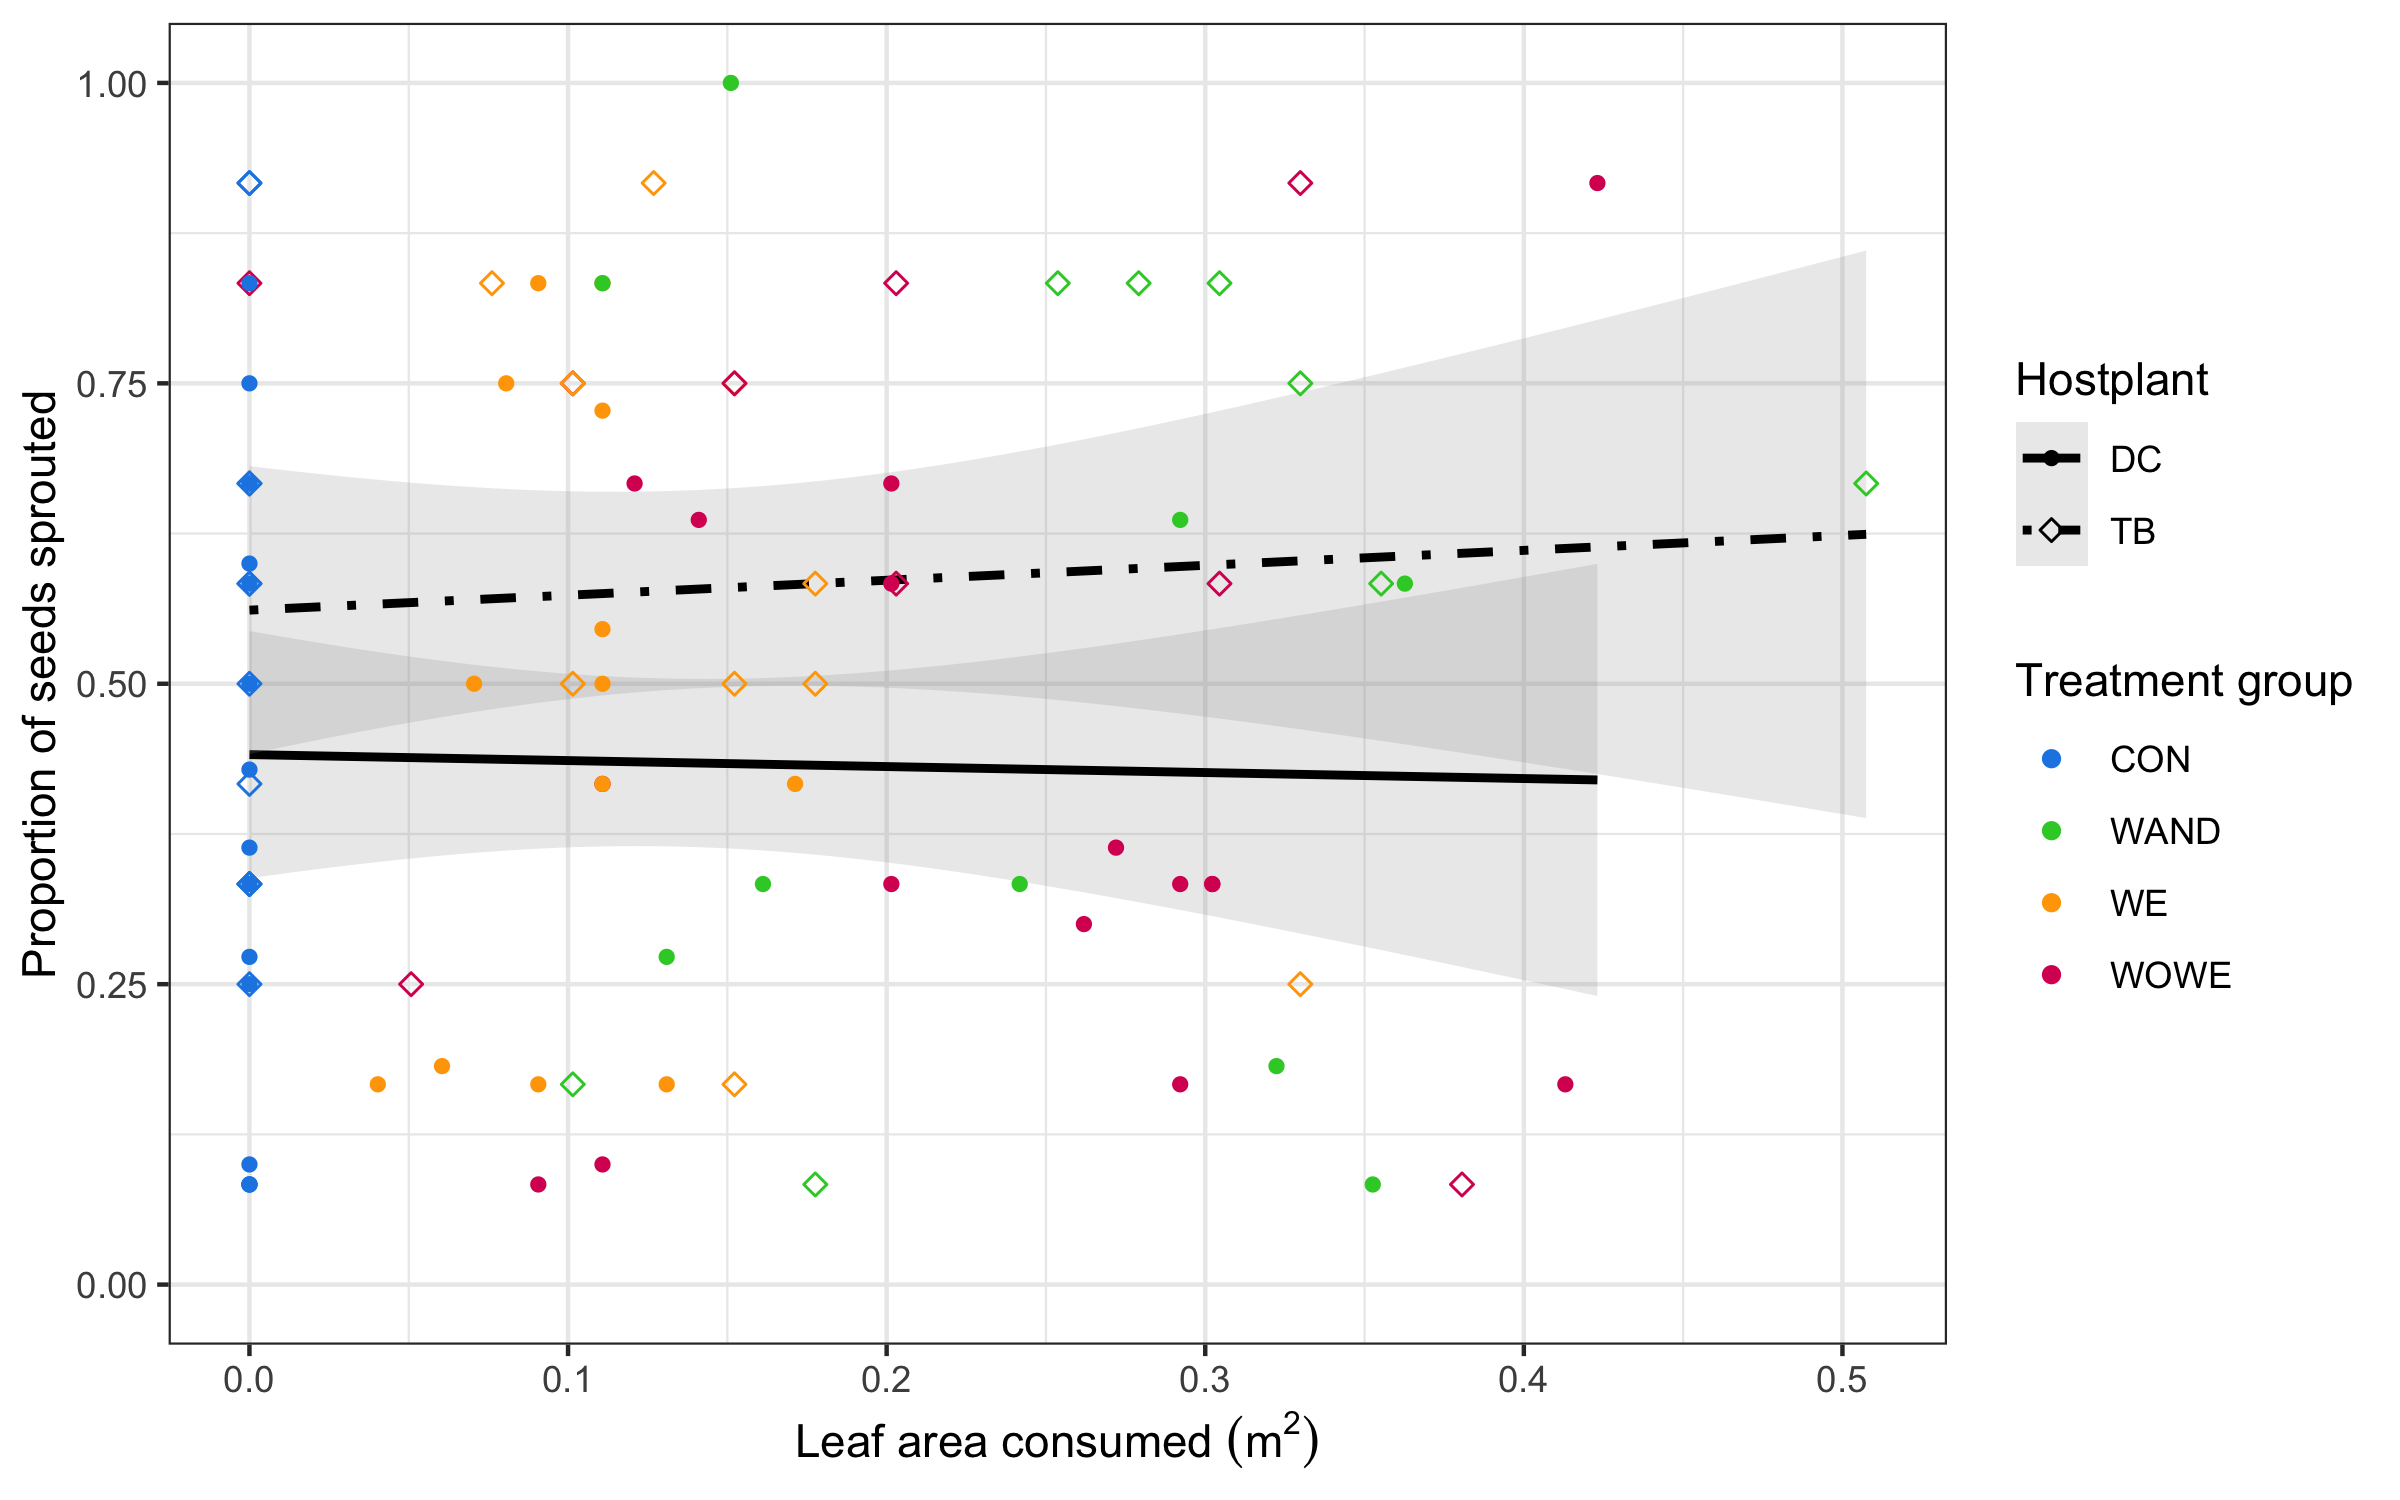 Proportion of seeds sprouted
1.00
0.75
0.50
0.25
0.00
0.0 0.1 0.2 0.3 0.4 0.5
Leaf area consumed (m²)
Hostplant
DC
TB
Treatment group
CON
WAND
WE
WOWE